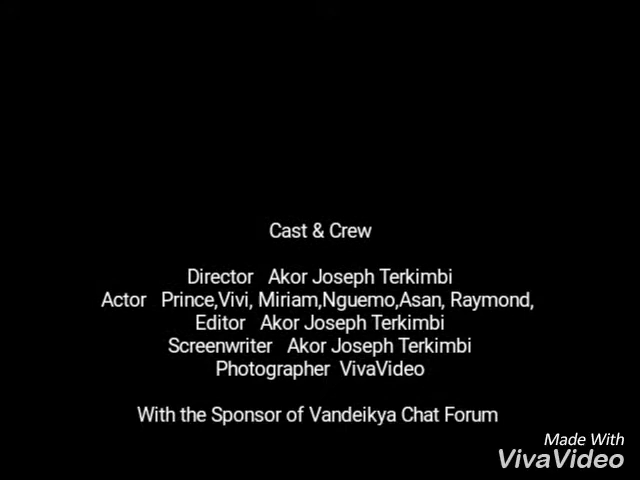 Cast & Crew
Director Akor Joseph Terkimbi
Actor Prince,Vivi, Miriam,Nguemo,Asan, Raymond,
Editor Akor Joseph Terkimbi
Screenwriter Akor Joseph Terkimbi
Photographer VivaVideo
With the Sponsor of Vandeikya Chat Forum
Made With
VivaVideo